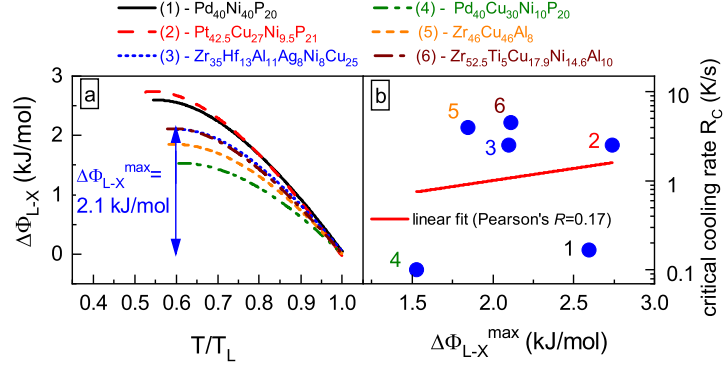 (1) - Pd40Ni40P20
(2) - Pt42.5Cu27Ni9.5P21
(3) - Zr35Hf13Al11Ag8Ni8Cu25
(4) - Pd40Cu30Ni10P20
(5) - Zr46Cu46Al8
(6) - Zr52.5Ti5Cu17.9Ni14.6Al10
a
3
2
1
0
ΔΦL-X (kJ/mol)
ΔΦL-Xmax=
2.1 kJ/mol
0.4 0.5 0.6 0.7 0.8 0.9 1.0
T/TL
b
5
6
3
2
linear fit (Pearson's R=0.17)
4
1
1.5 2.0 2.5 3.0
ΔΦL-Xmax (kJ/mol)
10
1
0.1
critical cooling rate RC (K/s)